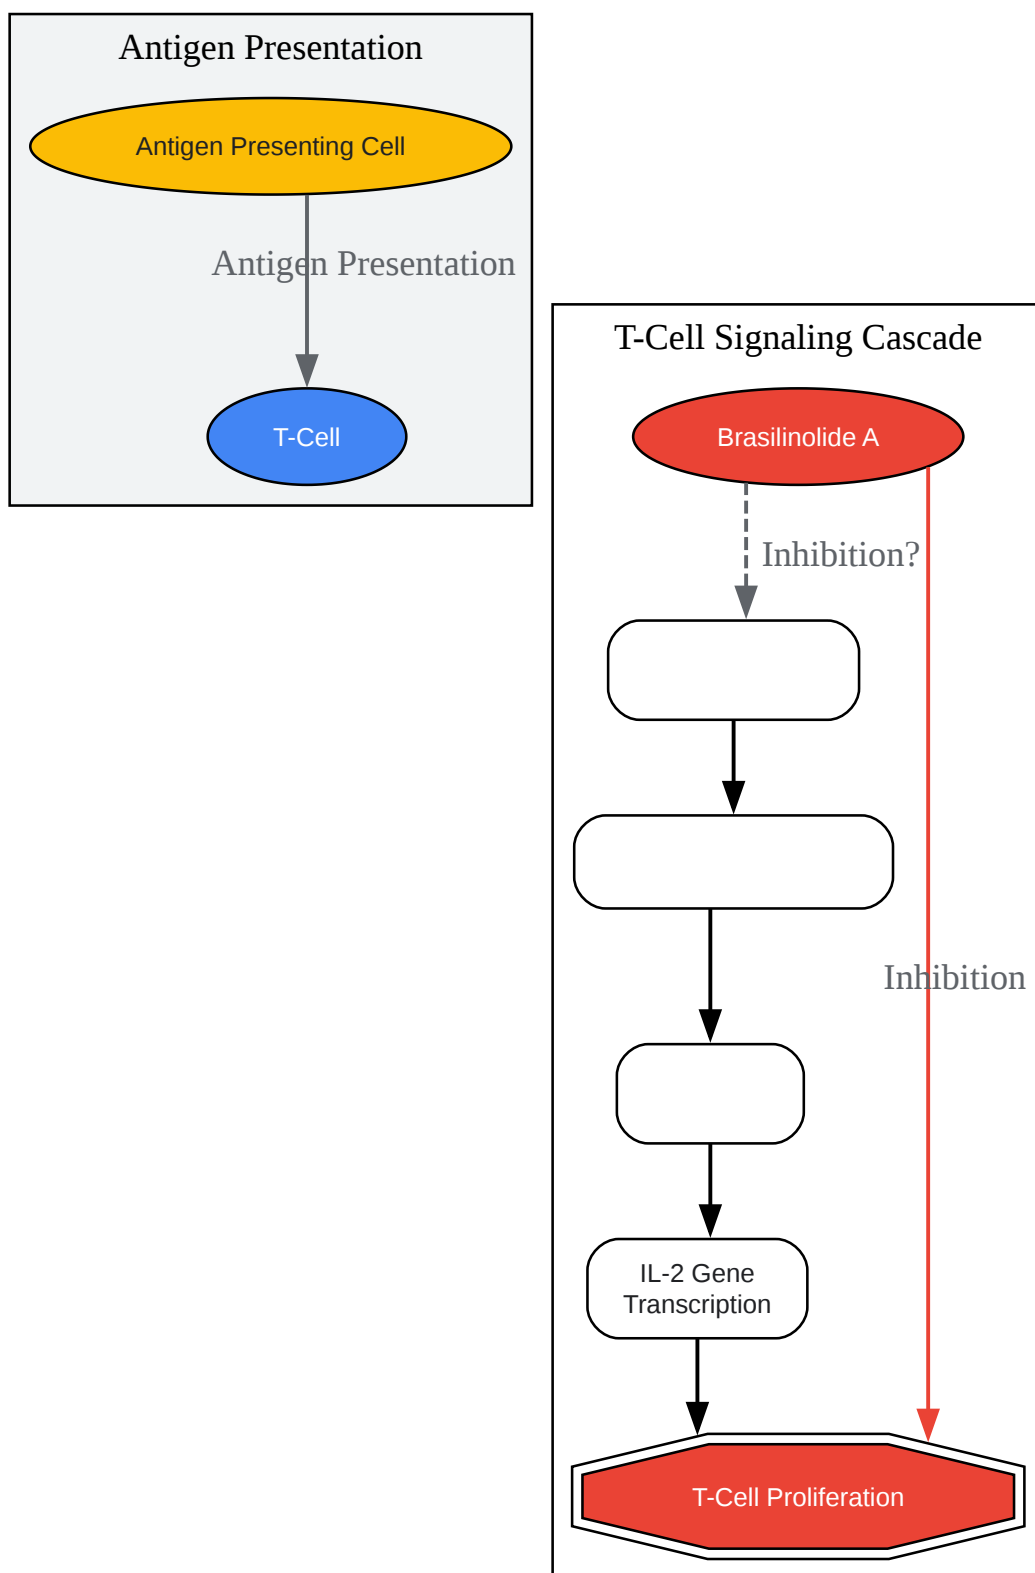 Antigen Presentation
Antigen Presenting Cell
Antigen Presentation
T-Cell
T-Cell Signaling Cascade
Brasilinolide A
Inhibition?
Inhibition
IL-2 Gene
Transcription
T-Cell Proliferation